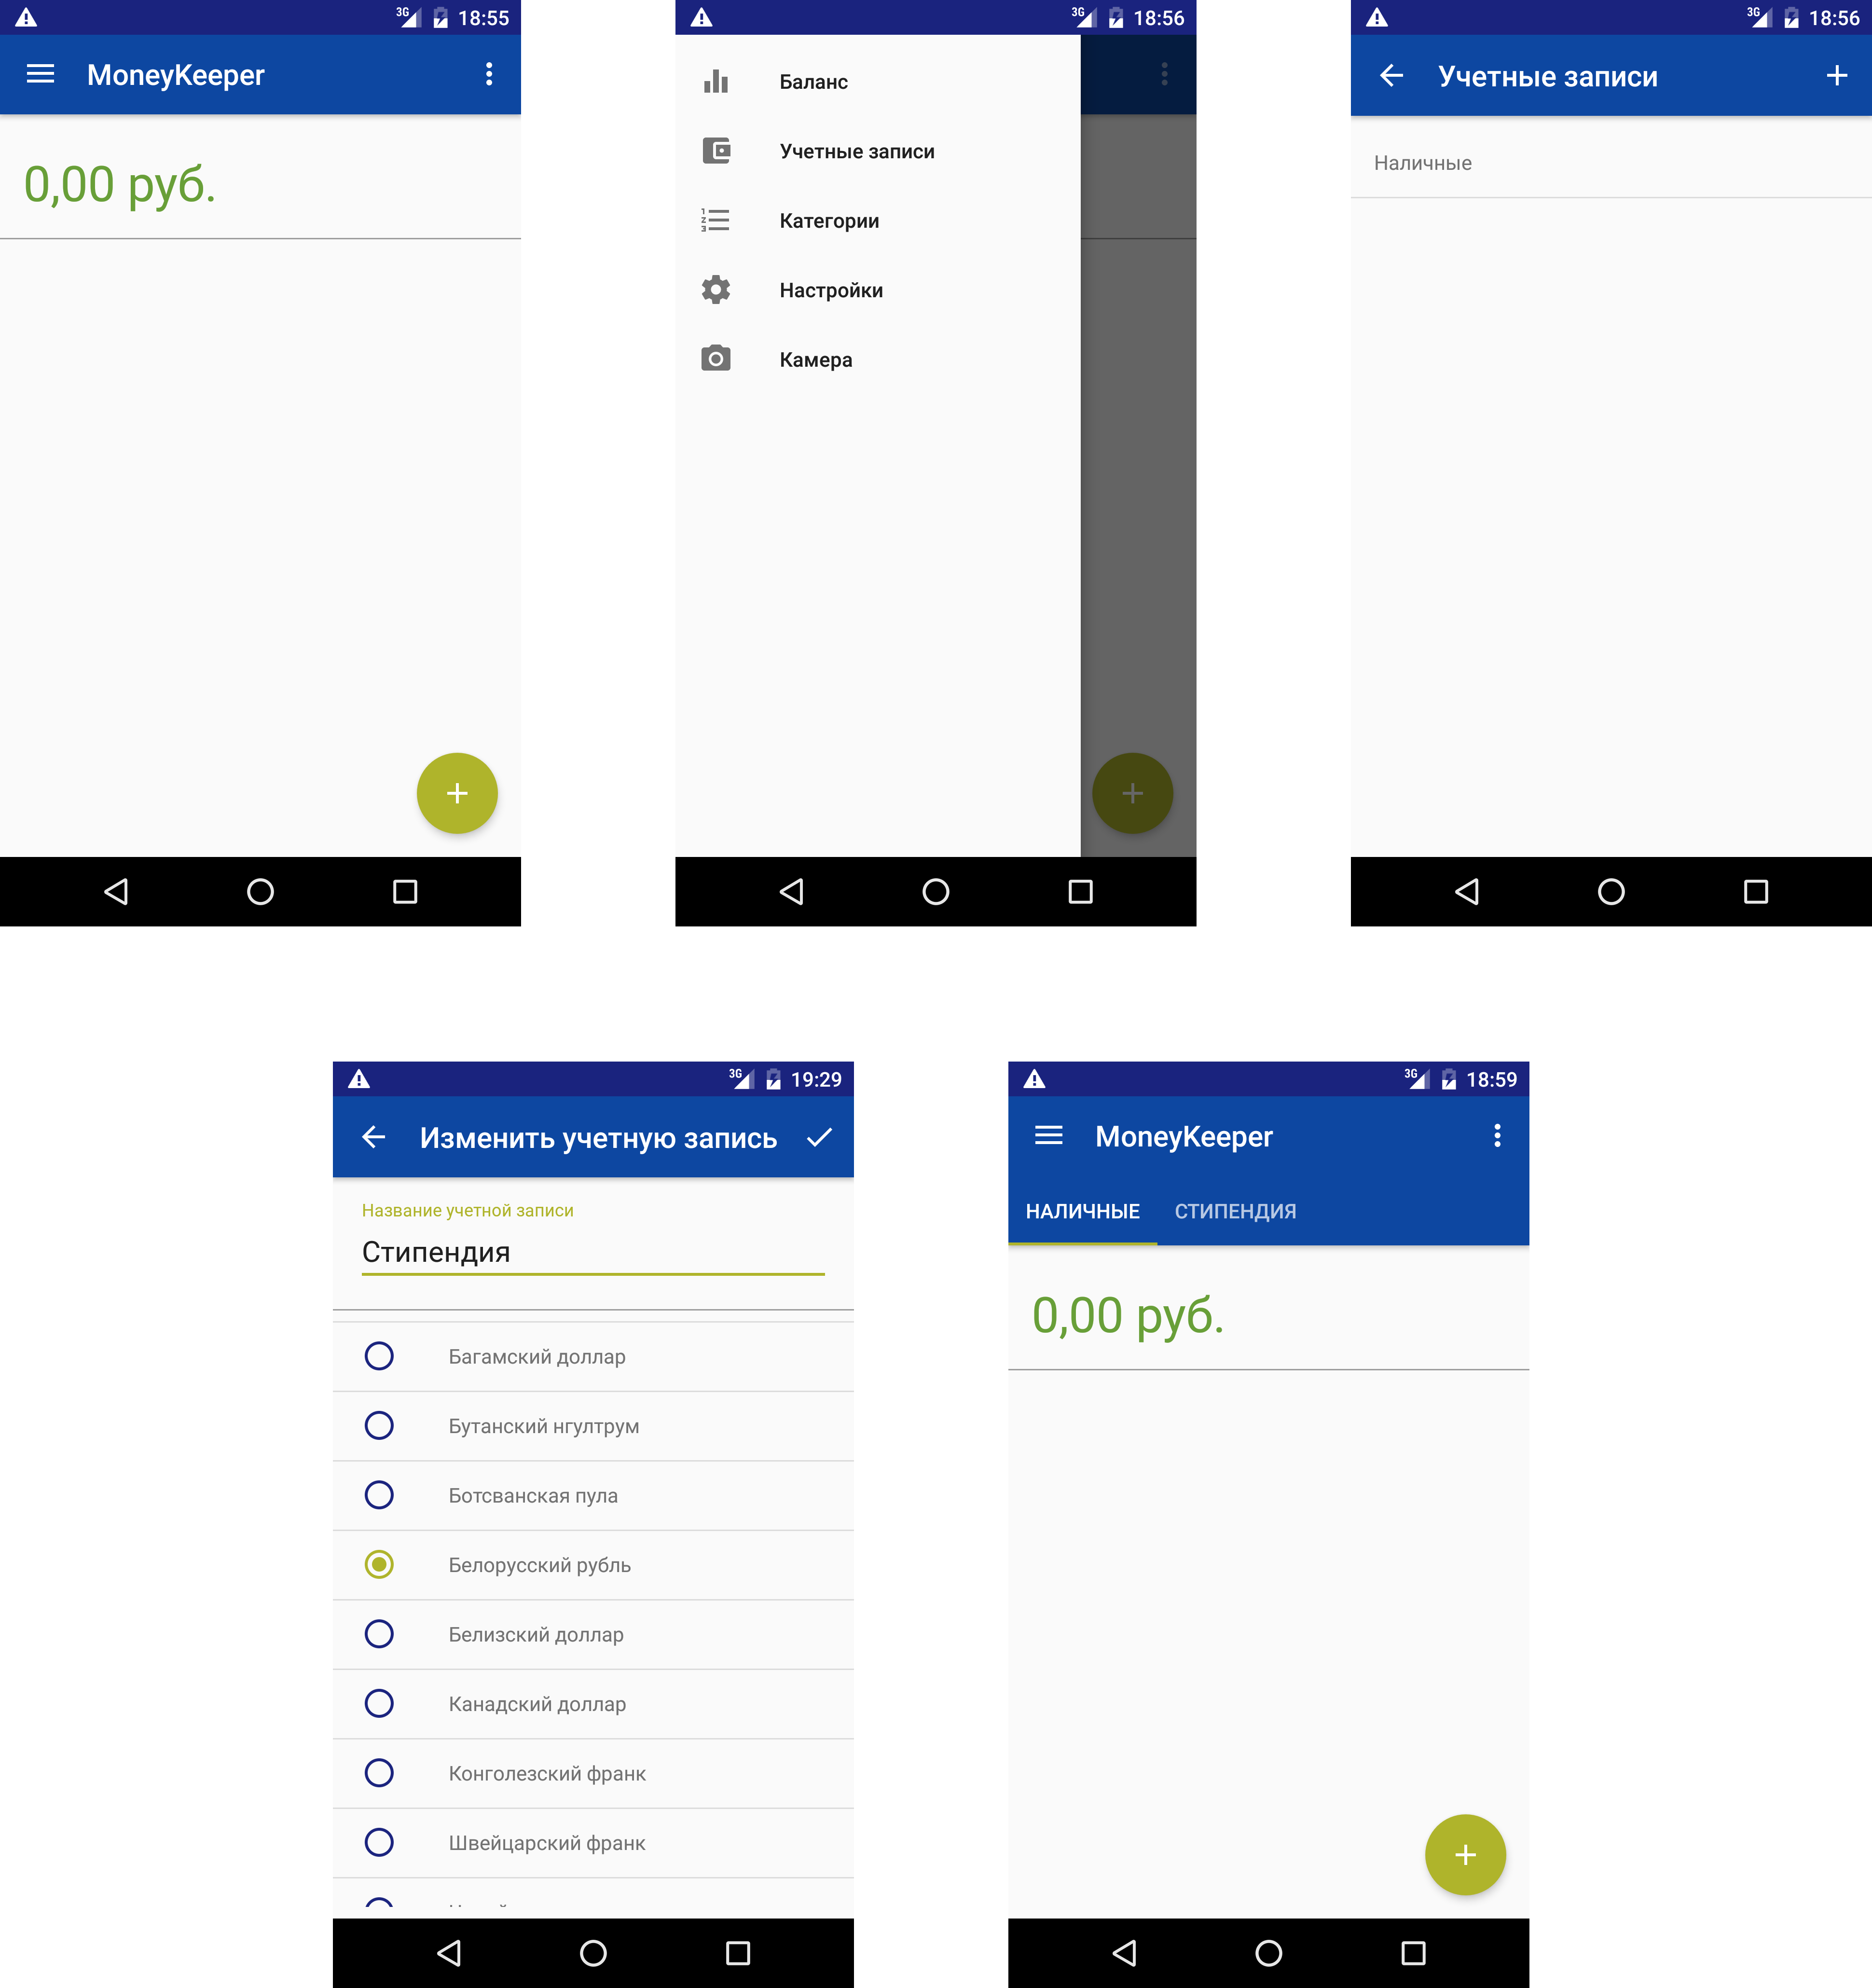 3G 18:55
MoneyKeeper
0,00 руб.
3G 18:56
Баланс
Учетные записи
1 2 3 Категории
Настройки
Камера
3G 18:56
Учетные записи
Наличные
3G 19:29
Изменить учетную запись
Название учетной записи
Стипендия
Багамский доллар
Бутанский нгултрум
Ботсванская пула
Белорусский рубль
Белизский доллар
Канадский доллар
Конголезский франк
Швейцарский франк
3G 18:59
MoneyKeeper
НАЛИЧНЫЕ СТИПЕНДИЯ
0,00 руб.